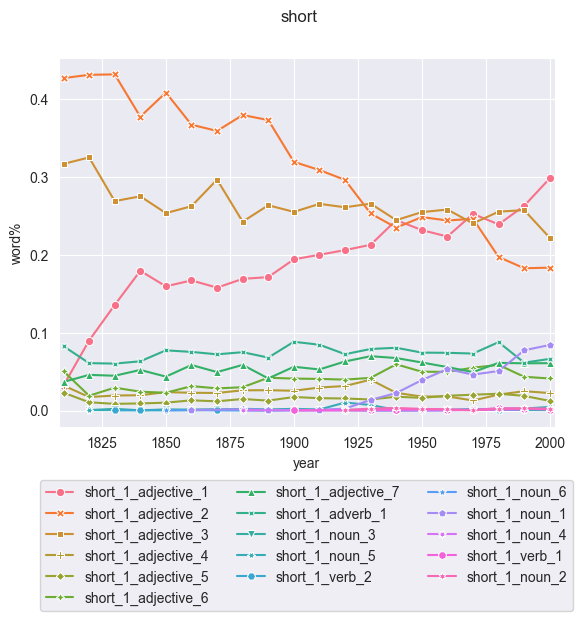 short
0.4
0.3
0.2
0.1
0.0
word%
1825 1850 1875 1900 1925 1950 1975 2000
year
short_1_adjective_1 short_1_adjective_7 short_1_noun_6
short_1_adjective_2 short_1_adverb_1 short_1_noun_1
short_1_adjective_3 short_1_noun_3 short_1_noun_4
short_1_adjective_4 short_1_noun_5 short_1_verb_1
short_1_adjective_5 short_1_verb_2 short_1_noun_2
short_1_adjective_6